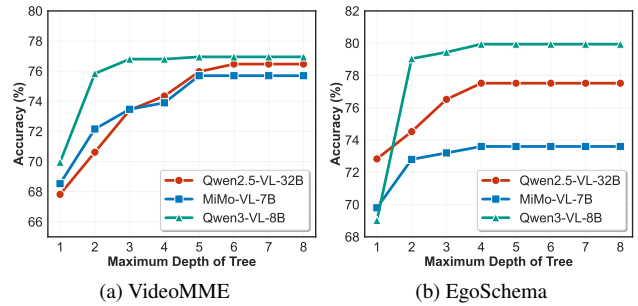 80
78
76
74
72
70
68
66
Accuracy (%)
1 2 3 4 5 6 7 8
Maximum Depth of Tree
Qwen2.5-VL-32B
MiMo-VL-7B
Qwen3-VL-8B
(a) VideoMME
82
80
78
76
74
72
70
68
Accuracy (%)
1 2 3 4 5 6 7 8
Maximum Depth of Tree
Qwen2.5-VL-32B
MiMo-VL-7B
Qwen3-VL-8B
(b) EgoSchema